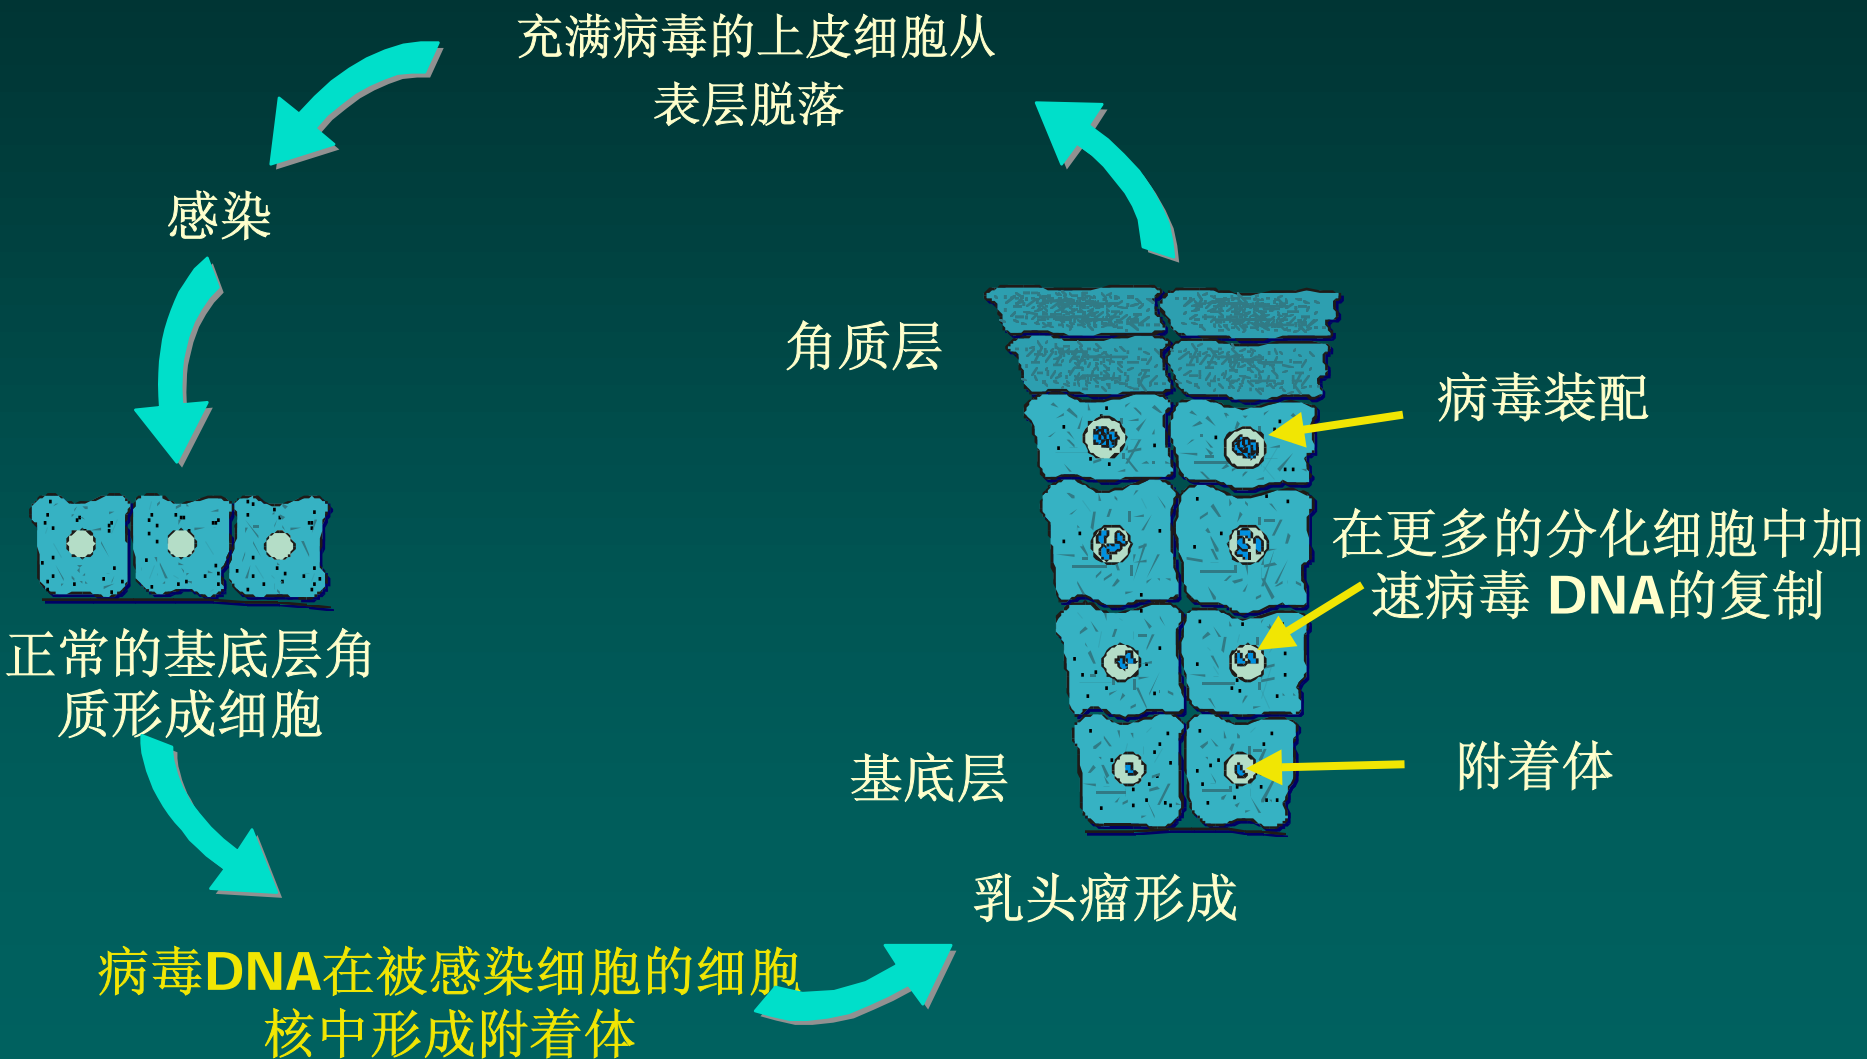 充满病毒的上皮细胞从
表层脱落
感染
角质层
病毒装配
在更多的分化细胞中加
速病毒 DNA的复制
正常的基底层角
质形成细胞
基底层
附着体
乳头瘤形成
病毒DNA在被感染细胞的细胞
核中形成附着体